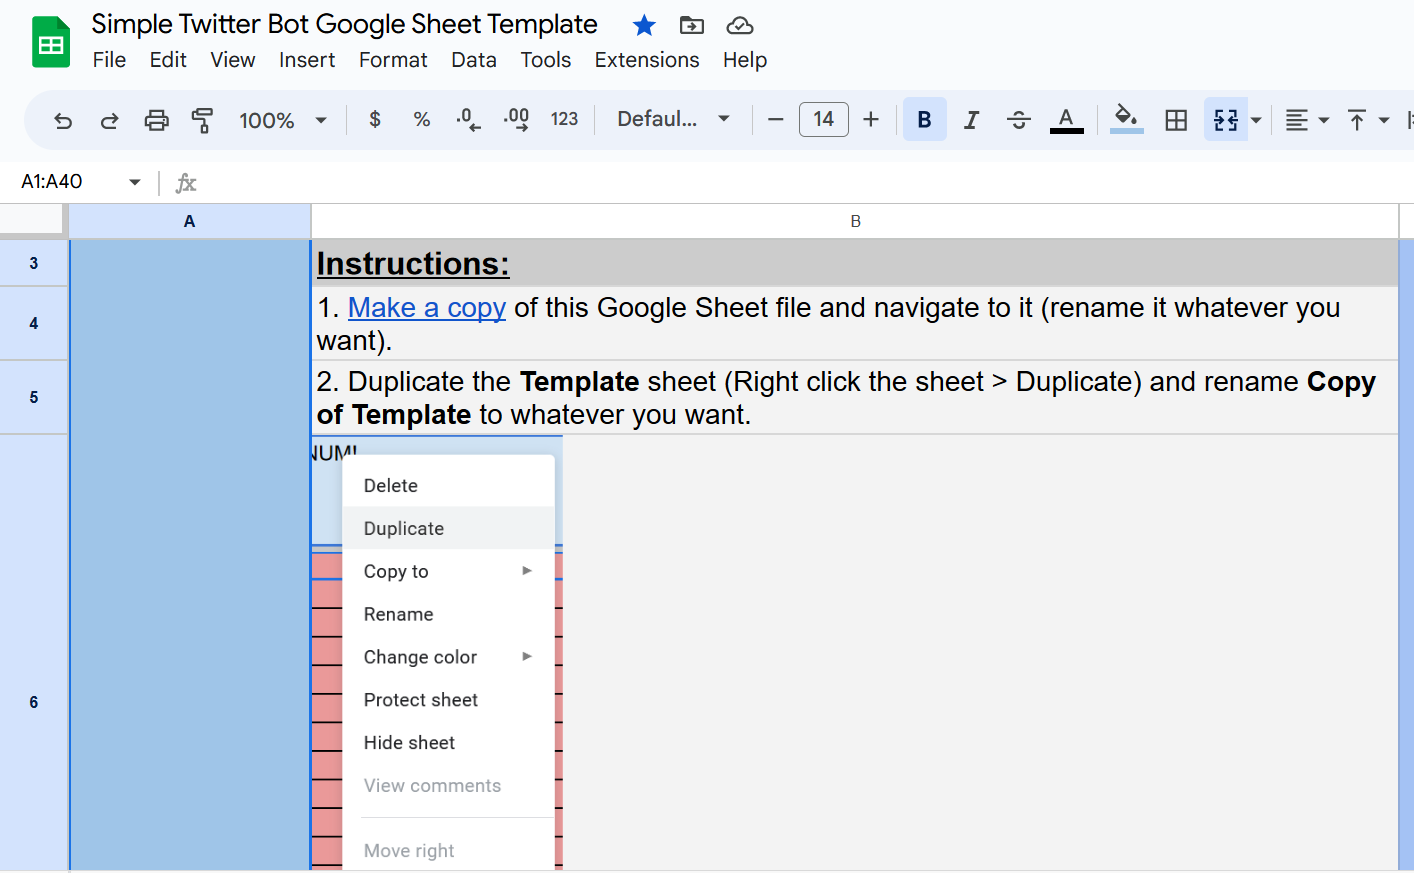 Simple Twitter Bot Google Sheet Template
File Edit View Insert Format Data Tools Extensions Help
100% $ % .0 .00 123 Defaul... − 14 + B I S A
A1:A40 fx
A B
3 Instructions:
4 1. Make a copy of this Google Sheet file and navigate to it (rename it whatever you
want).
5 2. Duplicate the Template sheet (Right click the sheet > Duplicate) and rename Copy
of Template to whatever you want.
Delete
Duplicate
Copy to
Rename
Change color
Protect sheet
6
Hide sheet
View comments
Move right